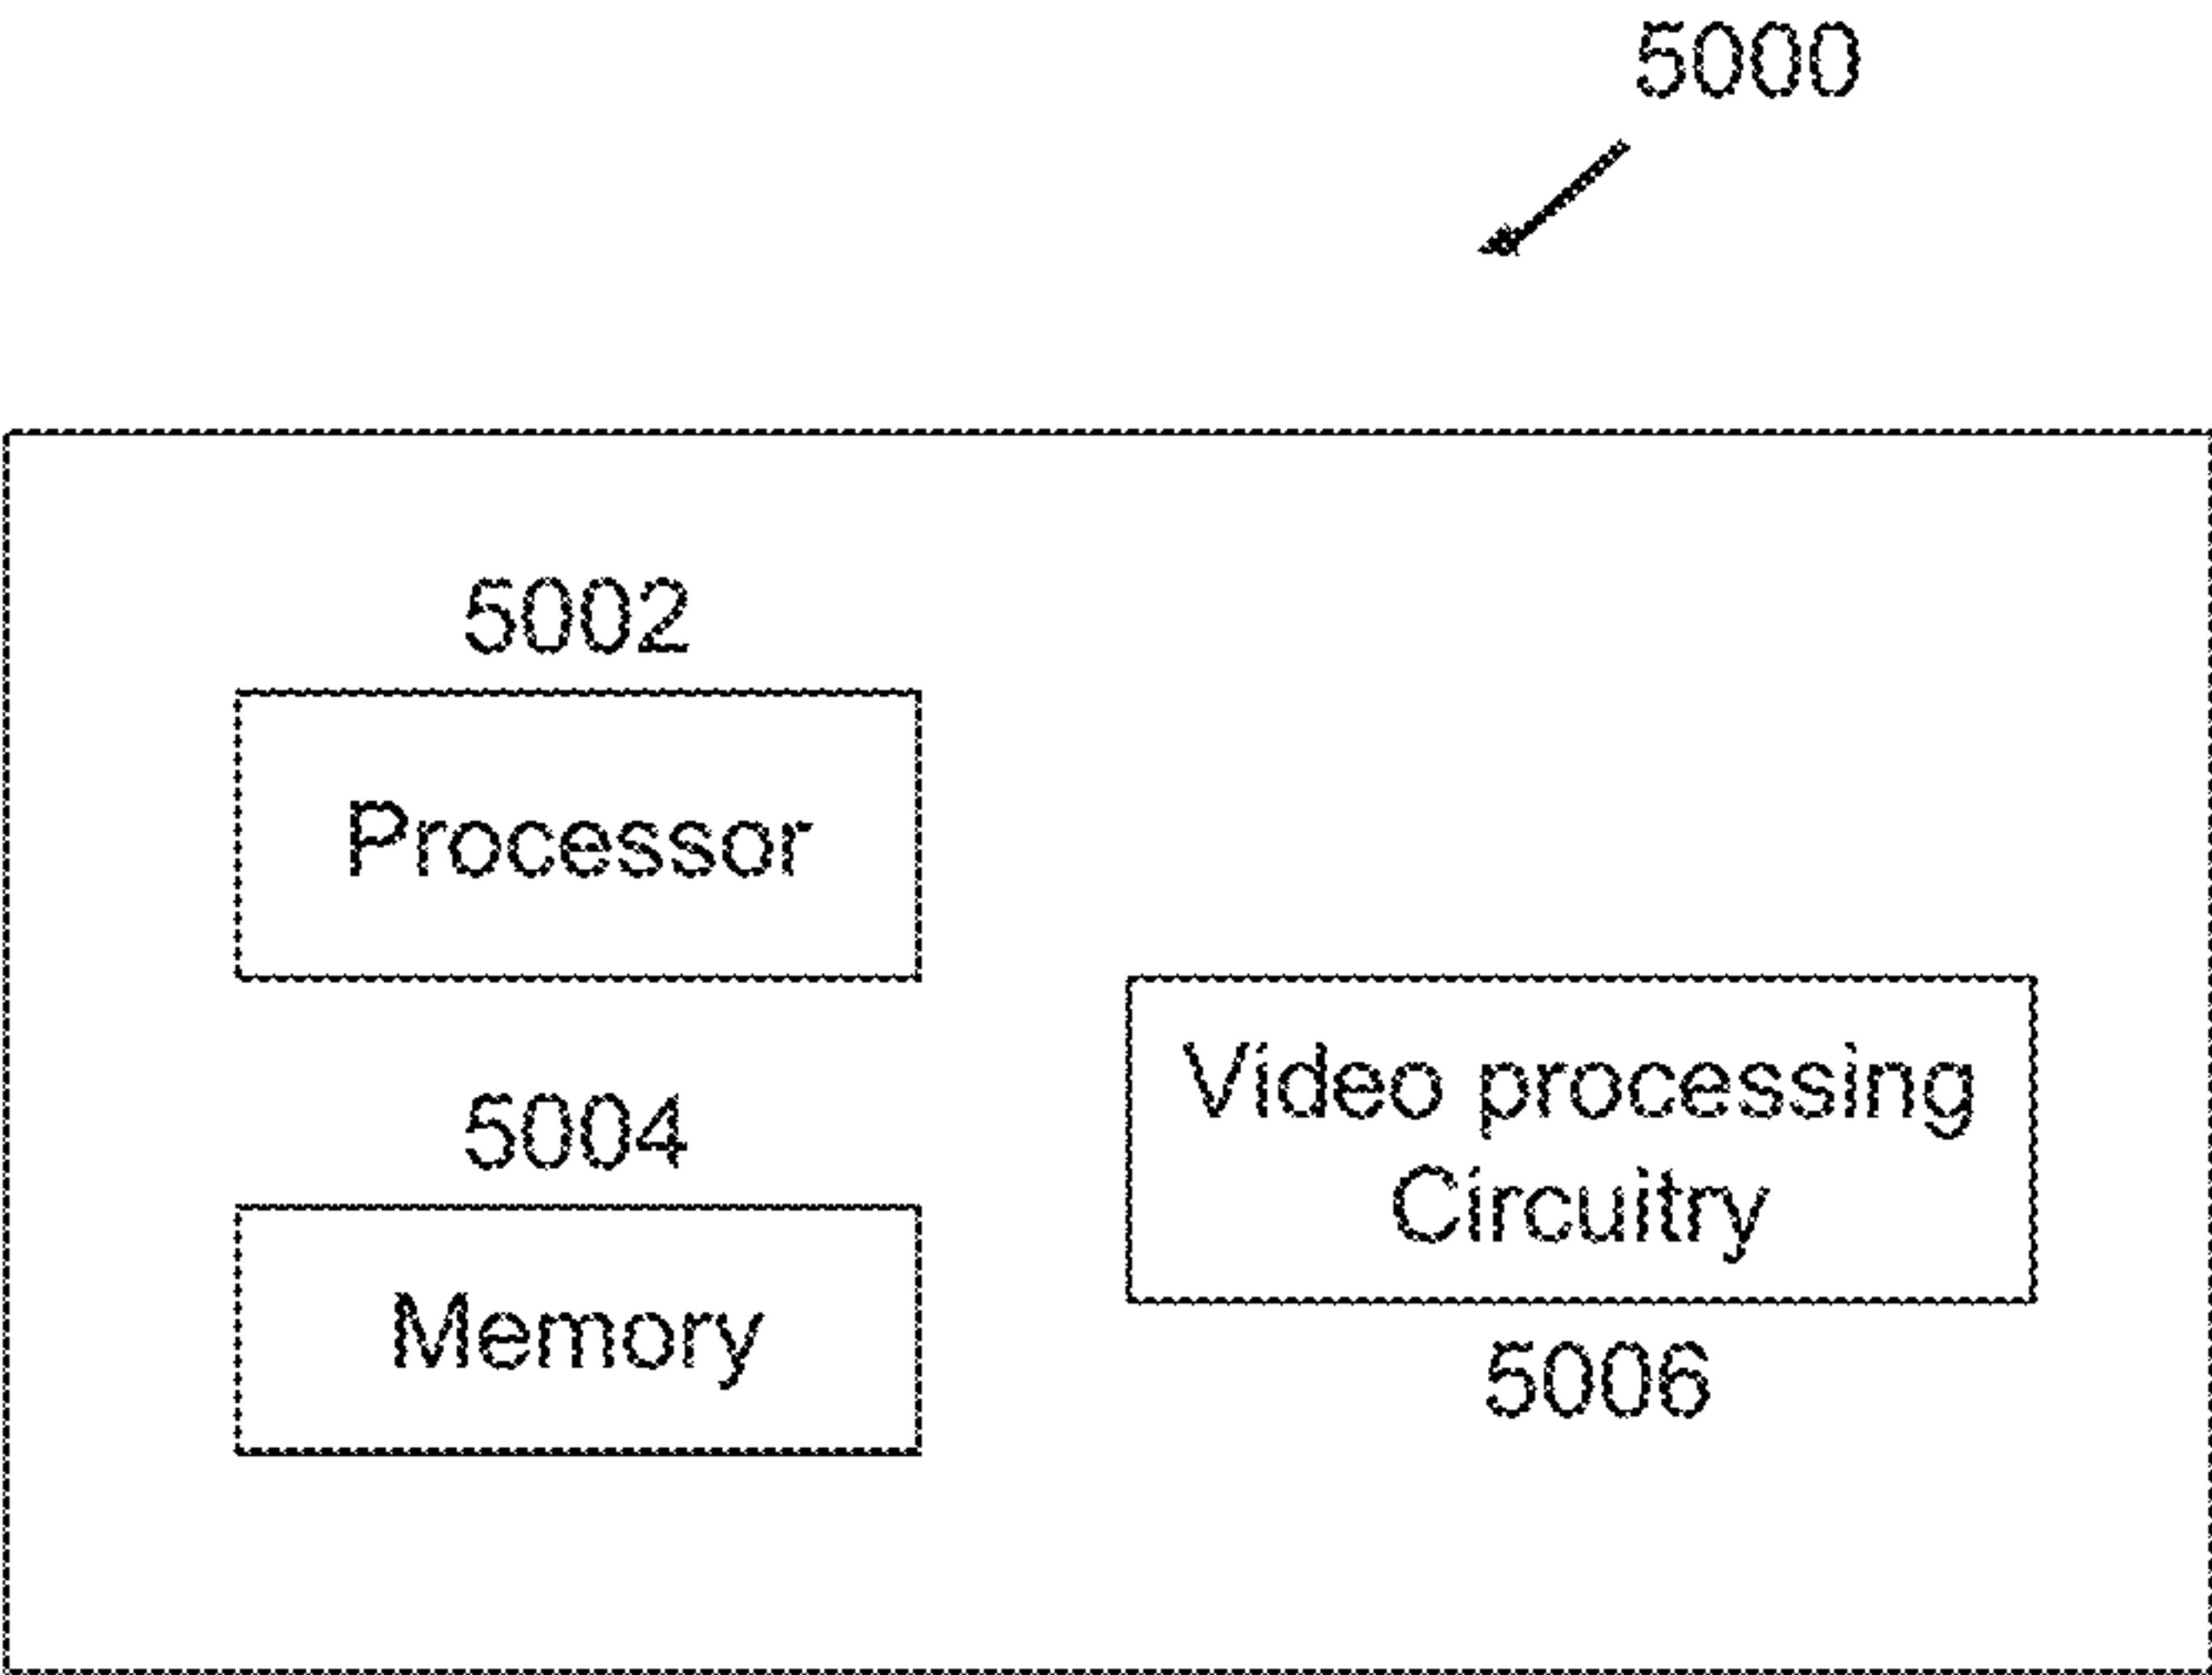 5000
5002
Processor
5004
Memory
Video processing
Circuitry
5006